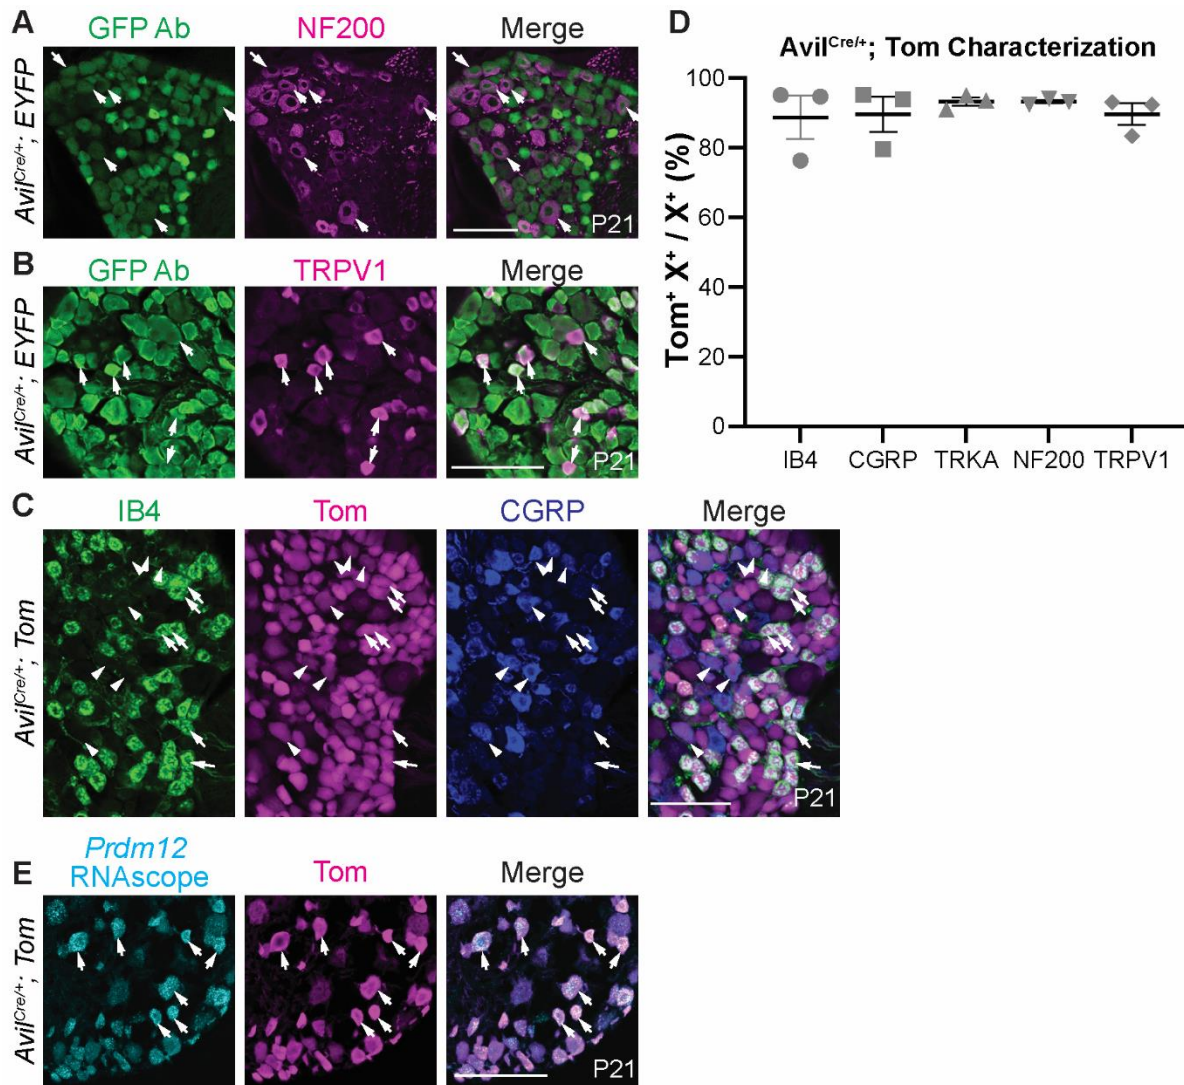 A
GFP Ab
NF200
Merge
Avil^Cre/+; EYFP
P21
B
GFP Ab
TRPV1
Merge
Avil^Cre/+; EYFP
P21
C
IB4
Tom
CGRP
Merge
Avil^Cre/+; Tom
P21
D
Avil^Cre/+; Tom Characterization
Tom⁺ X⁺ / X⁺ (%)
100
80
60
40
20
0
IB4 CGRP TRKA NF200 TRPV1
E
Prdm12
RNAscope
Tom
Merge
Avil^Cre/+; Tom
P21